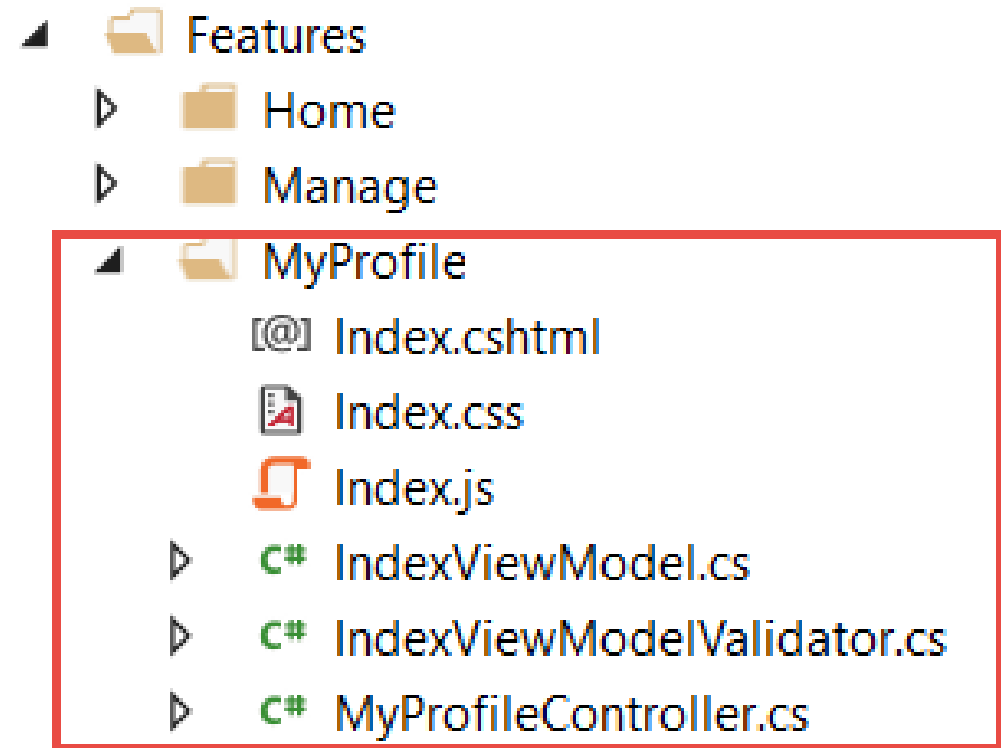 Features
Home
Manage
MyProfile
[@] Index.cshtml
Index.css
Index.js
C# IndexViewModel.cs
C# IndexViewModelValidator.cs
C# MyProfileController.cs